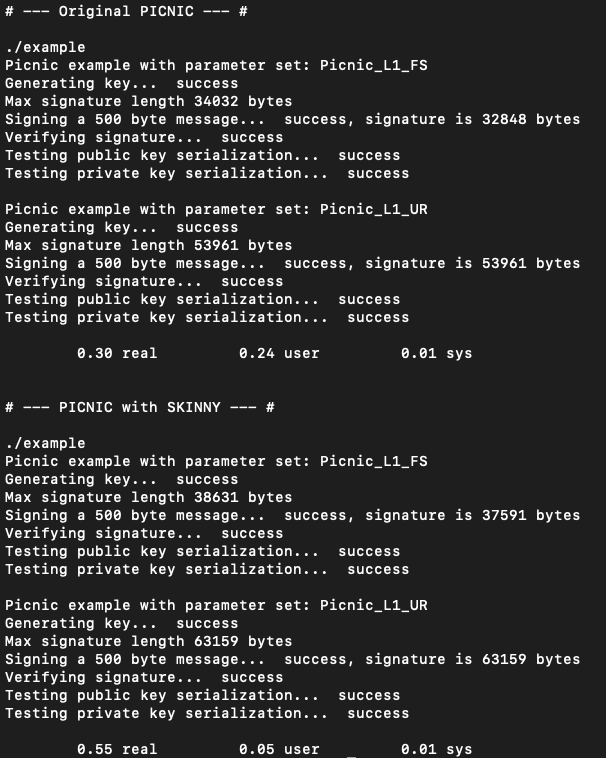 # --- Original PICNIC --- #
./example
Picnic example with parameter set: Picnic_L1_FS
Generating key... success
Max signature length 34032 bytes
Signing a 500 byte message... success, signature is 32848 bytes
Verifying signature... success
Testing public key serialization... success
Testing private key serialization... success
Picnic example with parameter set: Picnic_L1_UR
Generating key... success
Max signature length 53961 bytes
Signing a 500 byte message... success, signature is 53961 bytes
Verifying signature... success
Testing public key serialization... success
Testing private key serialization... success
0.30 real 0.24 user 0.01 sys
# --- PICNIC with SKINNY --- #
./example
Picnic example with parameter set: Picnic_L1_FS
Generating key... success
Max signature length 38631 bytes
Signing a 500 byte message... success, signature is 37591 bytes
Verifying signature... success
Testing public key serialization... success
Testing private key serialization... success
Picnic example with parameter set: Picnic_L1_UR
Generating key... success
Max signature length 63159 bytes
Signing a 500 byte message... success, signature is 63159 bytes
Verifying signature... success
Testing public key serialization... success
Testing private key serialization... success
0.55 real 0.05 user _ 0.01 sys